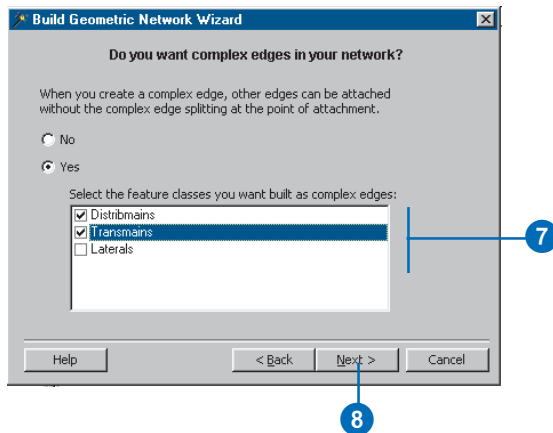 Build Geometric Network Wizard
Do you want complex edges in your network?
When you create a complex edge, other edges can be attached
without the complex edge splitting at the point of attachment.
No
Yes
Select the feature classes you want built as complex edges:
Distribmains
Transmains
Laterals
7
Help
< Back
Next >
Cancel
8